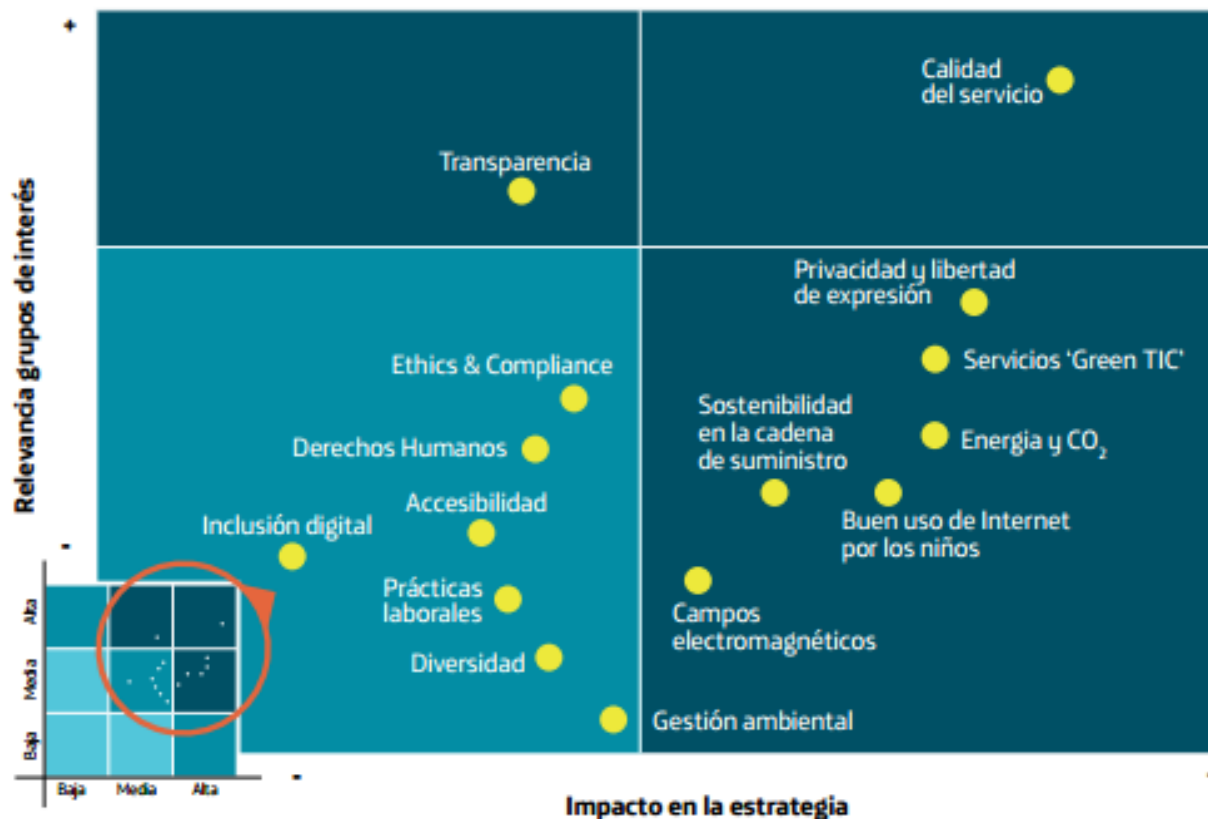 +
Calidad
del servicio
Transparencia
Relevancia grupos de interés
Privacidad y libertad
de expresión
Ethics & Compliance
Servicios ‘Green TIC’
Sostenibilidad
en la cadena
de suministro
Derechos Humanos
Energia y CO₂
Accesibilidad
Inclusión digital
Buen uso de Internet
por los niños
-
Prácticas
laborales
Campos
electromagnéticos
Diversidad
Gestión ambiental
Alta
Media
Baja
Baja Media Alta
-
Impacto en la estrategia